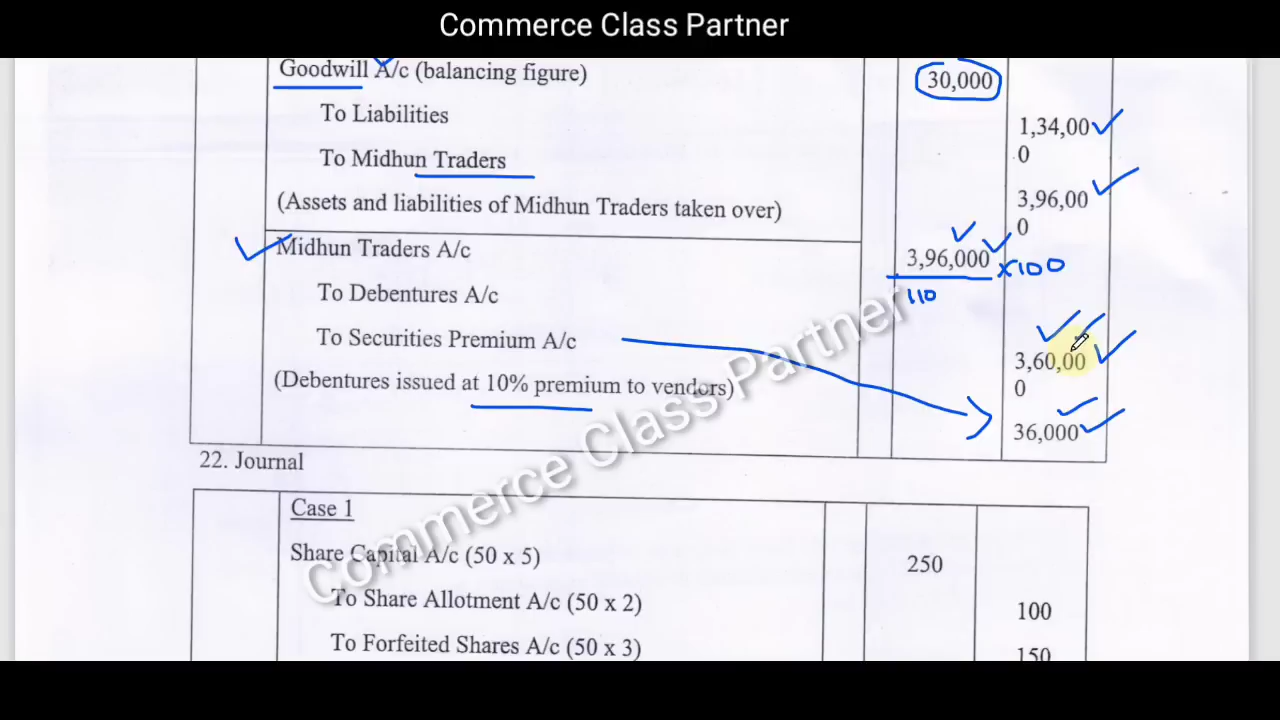 Commerce Class Partner
Goodwill A/c (balancing figure) 30,000
To Liabilities 1,34,00
0
To Midhun Traders 3,96,00
0
(Assets and liabilities of Midhun Traders taken over)
Midhun Traders A/c 3,96,000 x100
110
To Debentures A/c 3,60,00
0
To Securities Premium A/c 36,000
(Debentures issued at 10% premium to vendors)
22. Journal
Case 1
Share Capital A/c (50 x 5) 250
To Share Allotment A/c (50 x 2) 100
To Forfeited Shares A/c (50 x 3) 150
Commerce Class Partner